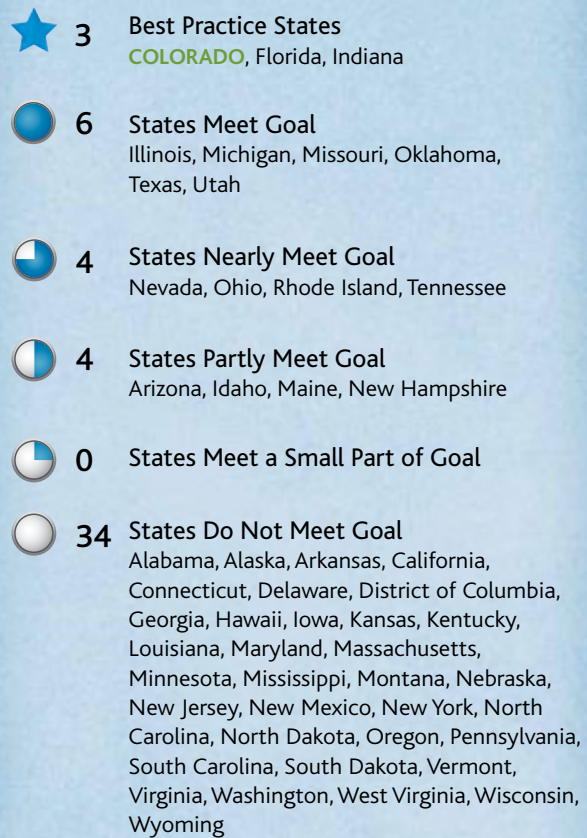 3 Best Practice States
COLORADO, Florida, Indiana
6 States Meet Goal
Illinois, Michigan, Missouri, Oklahoma,
Texas, Utah
4 States Nearly Meet Goal
Nevada, Ohio, Rhode Island, Tennessee
4 States Partly Meet Goal
Arizona, Idaho, Maine, New Hampshire
0 States Meet a Small Part of Goal
34 States Do Not Meet Goal
Alabama, Alaska, Arkansas, California,
Connecticut, Delaware, District of Columbia,
Georgia, Hawaii, Iowa, Kansas, Kentucky,
Louisiana, Maryland, Massachusetts,
Minnesota, Mississippi, Montana, Nebraska,
New Jersey, New Mexico, New York, North
Carolina, North Dakota, Oregon, Pennsylvania,
South Carolina, South Dakota, Vermont,
Virginia, Washington, West Virginia, Wisconsin,
Wyoming